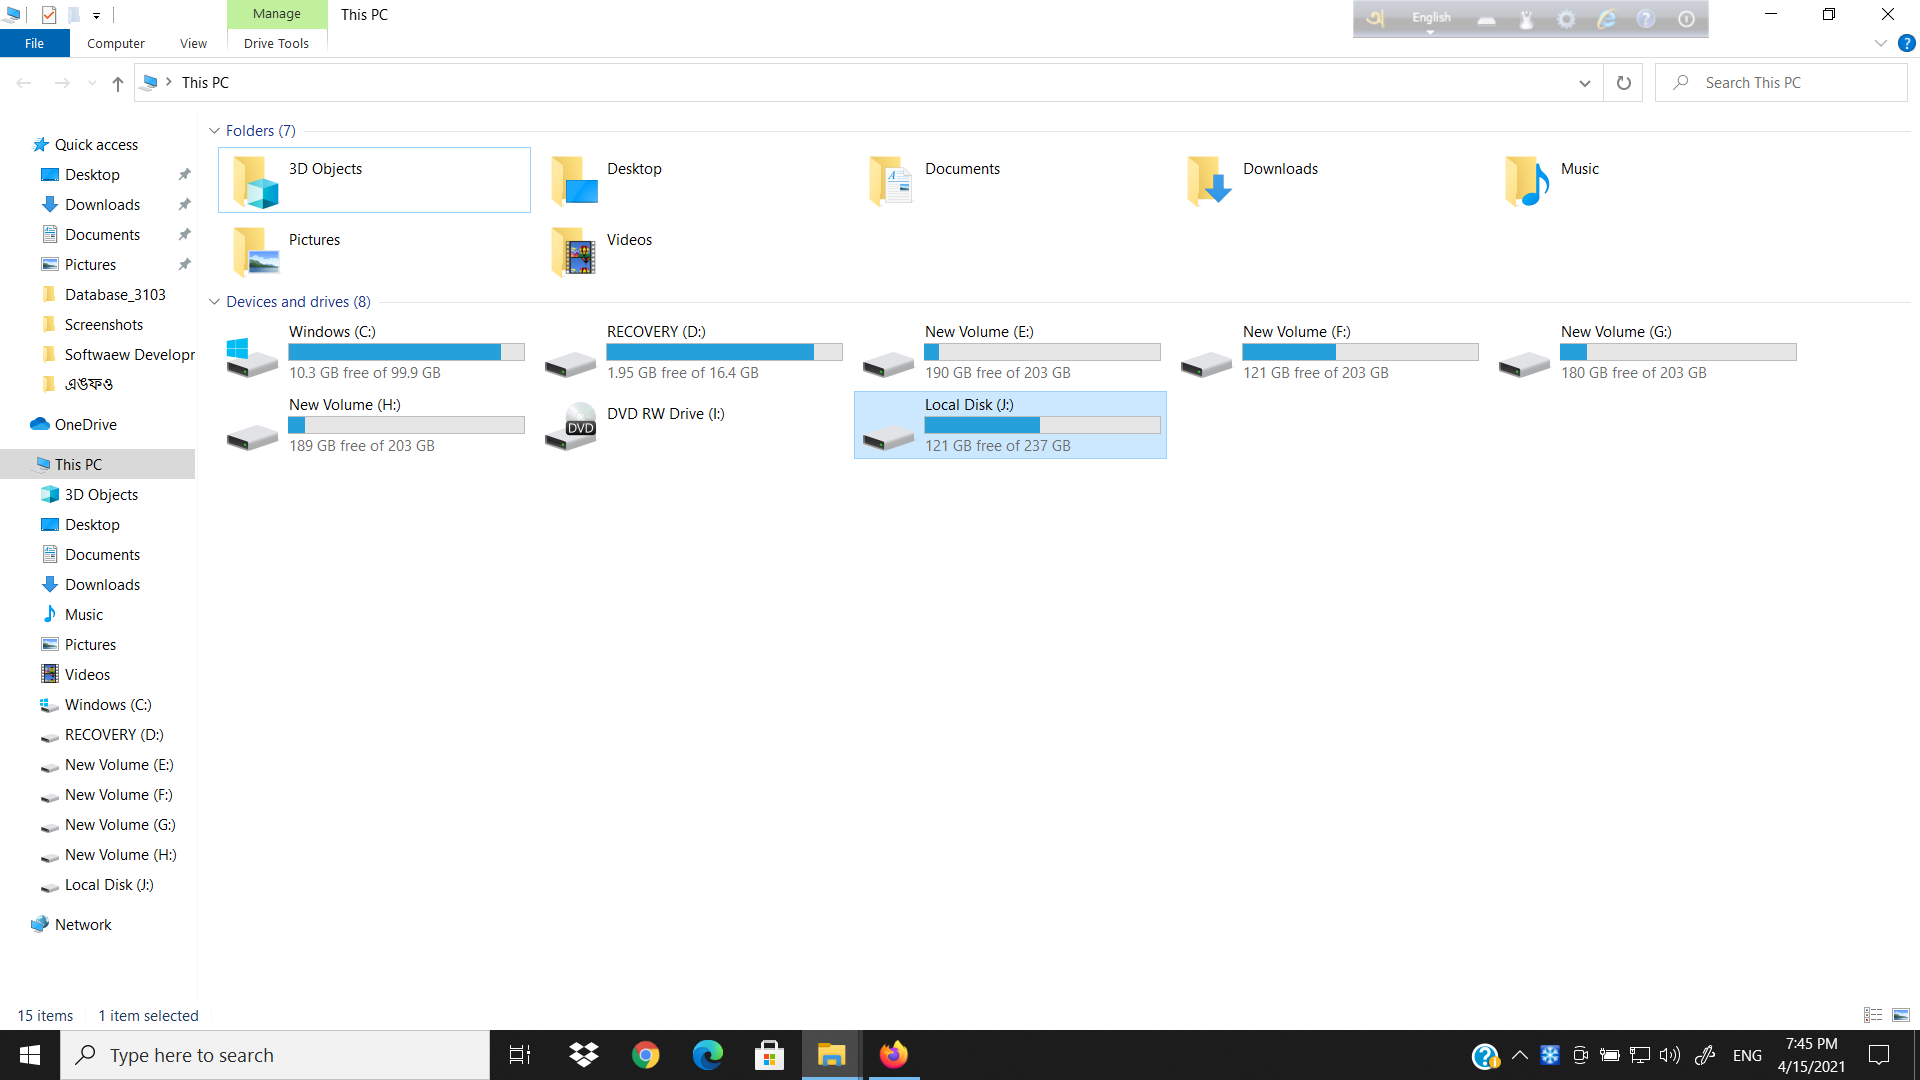 Manage
This PC
English
File
Computer
View
Drive Tools
This PC
Search This PC
Quick access
Desktop
Downloads
Documents
Pictures
Database_3103
Screenshots
Softwaew Developr
এঙফও
OneDrive
This PC
3D Objects
Desktop
Documents
Downloads
Music
Pictures
Videos
Windows (C:)
RECOVERY (D:)
New Volume (E:)
New Volume (F:)
New Volume (G:)
New Volume (H:)
Local Disk (J:)
Network
Folders (7)
3D Objects
Desktop
Documents
Downloads
Music
Pictures
Videos
Devices and drives (8)
Windows (C:)
10.3 GB free of 99.9 GB
RECOVERY (D:)
1.95 GB free of 16.4 GB
New Volume (E:)
190 GB free of 203 GB
New Volume (F:)
121 GB free of 203 GB
New Volume (G:)
180 GB free of 203 GB
New Volume (H:)
189 GB free of 203 GB
DVD
DVD RW Drive (I:)
Local Disk (J:)
121 GB free of 237 GB
15 items
1 item selected
Type here to search
ENG
7:45 PM
4/15/2021